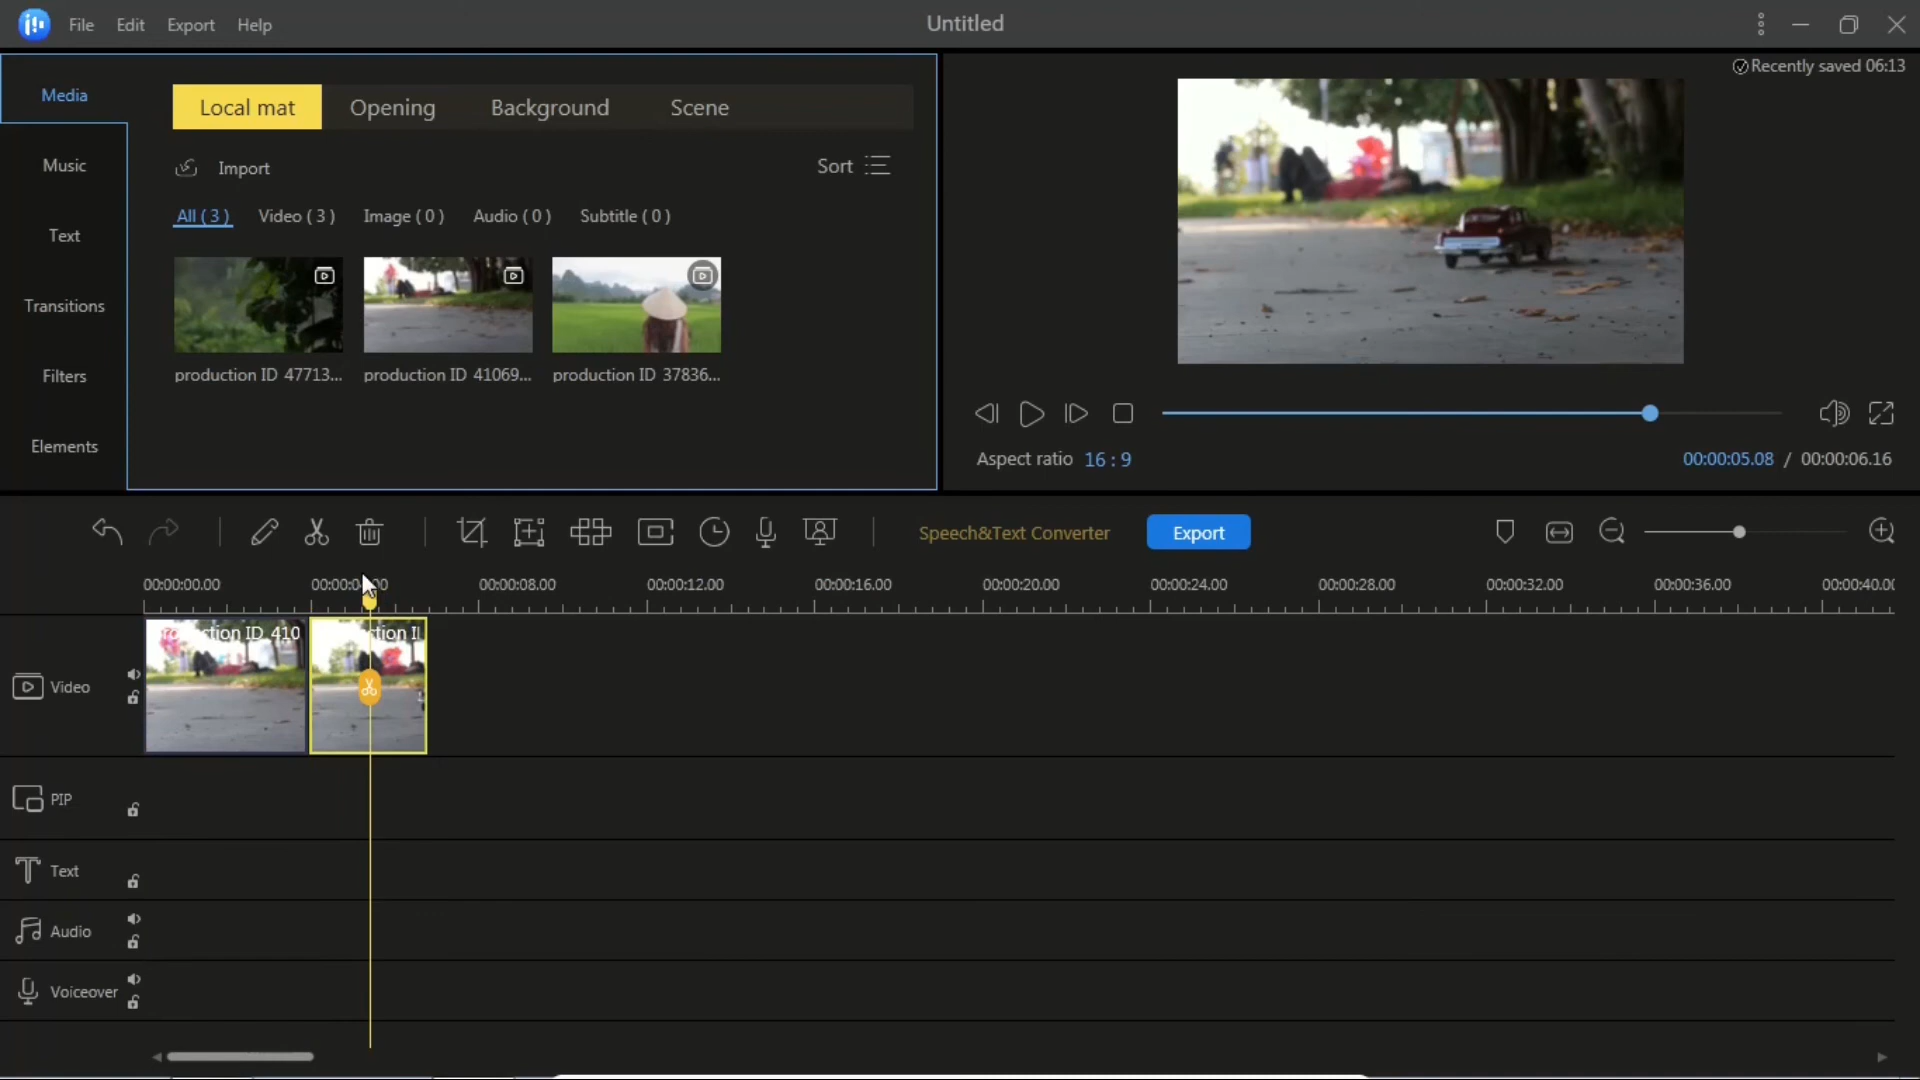 File Edit Export Help
Untitled
Recently saved 06:13
Media
Music
Text
Transitions
Filters
Elements
Local mat Opening Background Scene
Import
Sort
All ( 3 ) Video ( 3 ) Image ( 0 ) Audio ( 0 ) Subtitle ( 0 )
production ID 47713... production ID 41069... production ID 37836...
Aspect ratio 16 : 9
00:00:05.08 / 00:00:06.16
Speech&Text Converter
Export
00:00:00.00 00:00:08.00 00:00:12.00 00:00:16.00 00:00:20.00 00:00:24.00 00:00:28.00 00:00:32.00 00:00:36.00 00:00:40.00
ID 410
Video
PIP
Text
Audio
Voiceover